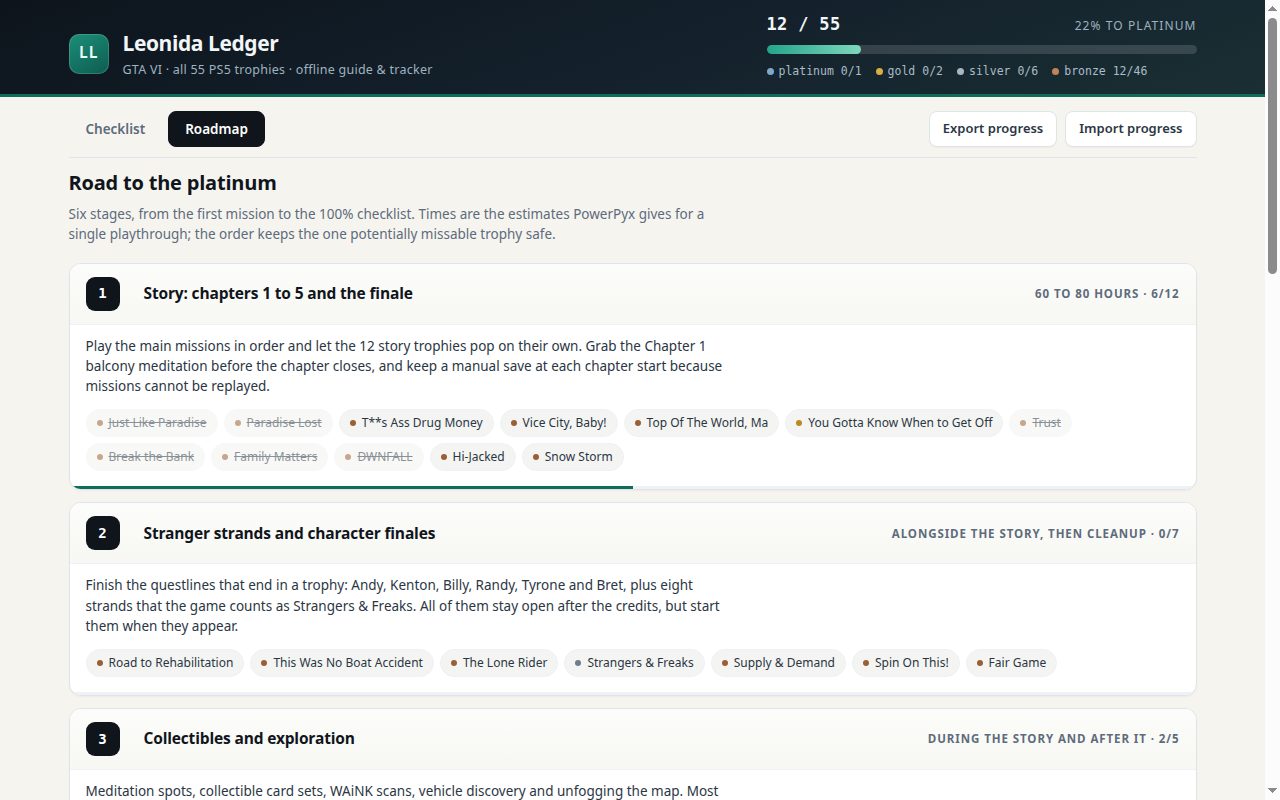 LL
Leonida Ledger
GTA VI · all 55 PS5 trophies · offline guide & tracker
12 / 55
22% TO PLATINUM
platinum 0/1 gold 0/2 silver 0/6 bronze 12/46
Checklist Roadmap Export progress Import progress
Road to the platinum
Six stages, from the first mission to the 100% checklist. Times are the estimates PowerPyx gives for a
single playthrough; the order keeps the one potentially missable trophy safe.
1 Story: chapters 1 to 5 and the finale 60 TO 80 HOURS · 6/12
Play the main missions in order and let the 12 story trophies pop on their own. Grab the Chapter 1
balcony meditation before the chapter closes, and keep a manual save at each chapter start because
missions cannot be replayed.
Just Like Paradise Paradise Lost T**s Ass Drug Money Vice City, Baby! Top Of The World, Ma You Gotta Know When to Get Off Trust
Break the Bank Family Matters DWNFALL Hi-Jacked Snow Storm
2 Stranger strands and character finales ALONGSIDE THE STORY, THEN CLEANUP · 0/7
Finish the questlines that end in a trophy: Andy, Kenton, Billy, Randy, Tyrone and Bret, plus eight
strands that the game counts as Strangers & Freaks. All of them stay open after the credits, but start
them when they appear.
Road to Rehabilitation This Was No Boat Accident The Lone Rider Strangers & Freaks Supply & Demand Spin On This! Fair Game
3 Collectibles and exploration DURING THE STORY AND AFTER IT · 2/5
Meditation spots, collectible card sets, WAiNK scans, vehicle discovery and unfogging the map. Most